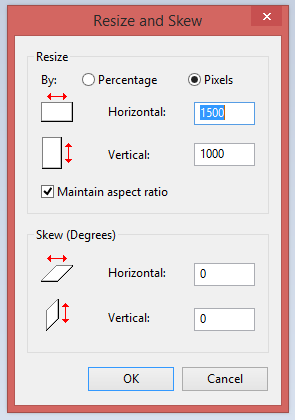 Resize and Skew
Resize
By: Percentage Pixels
Horizontal: 1500
Vertical: 1000
Maintain aspect ratio
Skew (Degrees)
Horizontal: 0
Vertical: 0
OK Cancel